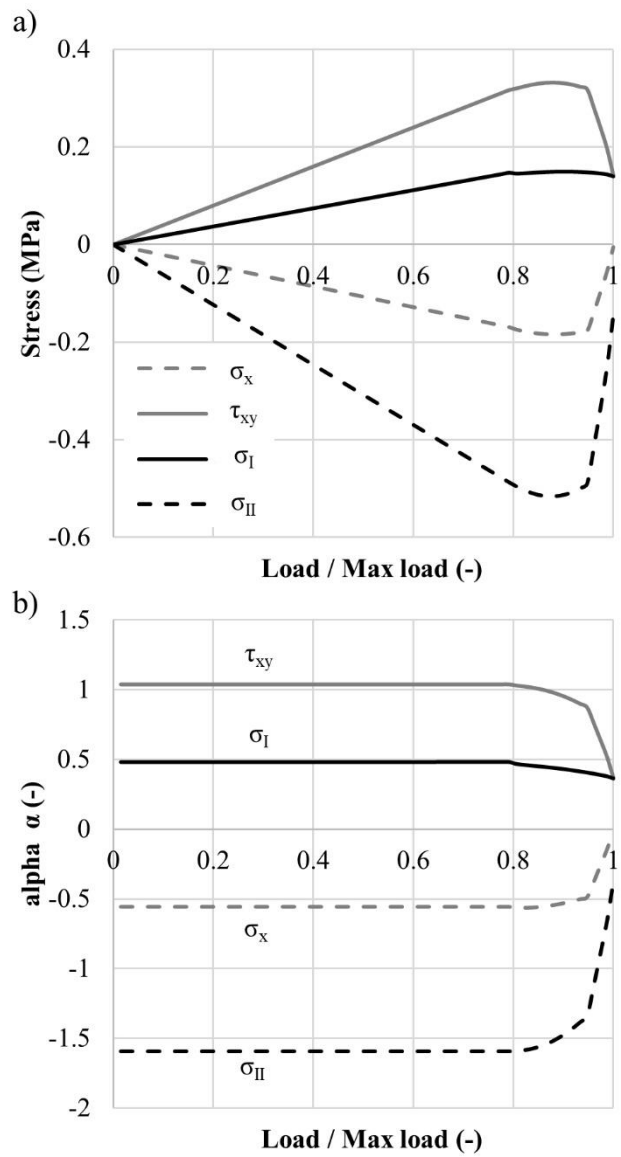 a)
0.4
0.2
0
-0.2
-0.4
-0.6
0 0.2 0.4 0.6 0.8 1
Stress (MPa)
σx
τxy
σI
σII
Load / Max load (-)
b)
1.5
1
0.5
0
-0.5
-1
-1.5
-2
0 0.2 0.4 0.6 0.8 1
alpha α (-)
τxy
σI
σx
σII
Load / Max load (-)